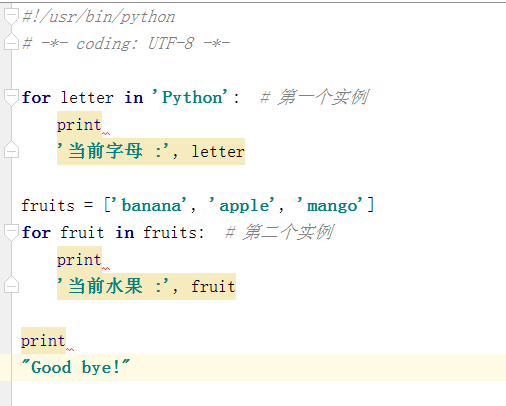 #!/usr/bin/python
# -*- coding: UTF-8 -*-
for letter in 'Python':  # 第一个实例
    print
    '当前字母 :', letter
fruits = ['banana', 'apple', 'mango']
for fruit in fruits:  # 第二个实例
    print
    '当前水果 :', fruit
print
"Good bye!"